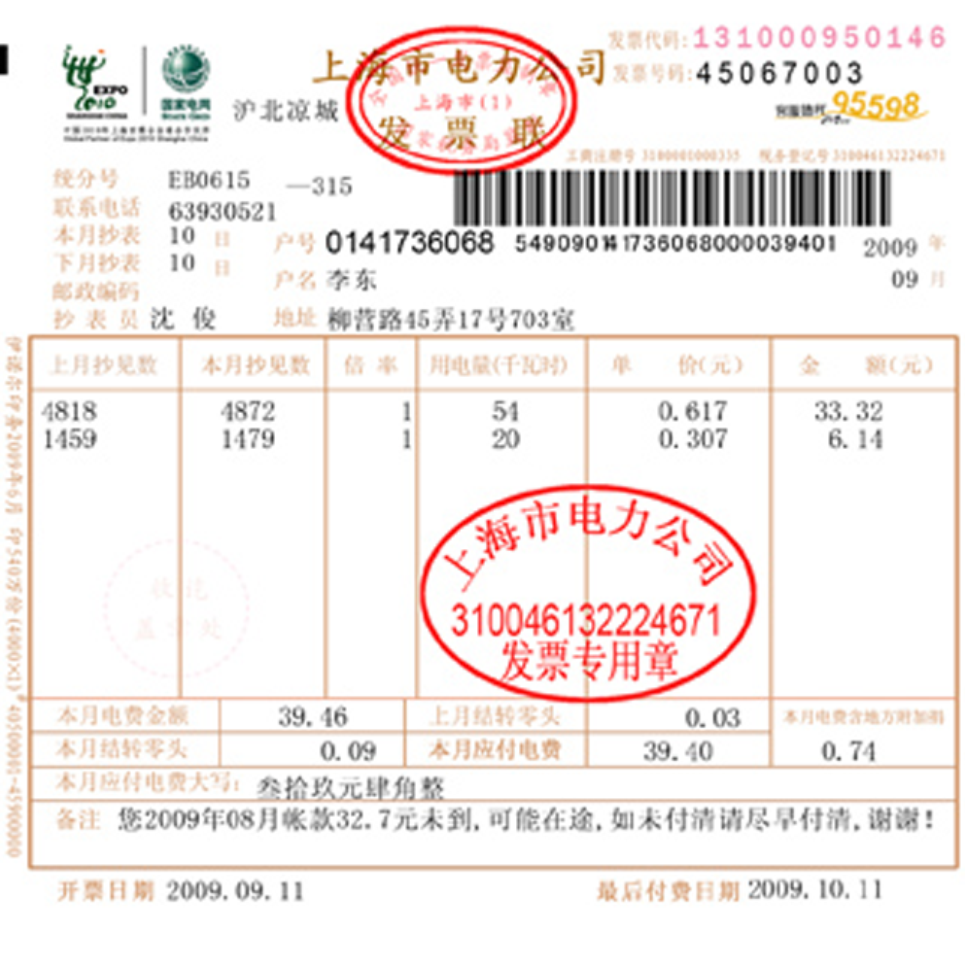 上海市电力公司
发票代码:131000950146
发票号码:45067003
EXPO
2010
SHANGHAI CHINA
国家电网
STATE GRID
沪北凉城
上海市(1)
发 票 联
95598
工商注册号 3100001000335 税务登记号 310046132224671
统分号 EB0615 —315
联系电话 63930521
本月抄表 10 日 户号 0141736068 549090141736068000039401 2009 年
下月抄表 10 日 户名 李东 09 月
邮政编码
抄表员 沈 俊 地址 柳营路45弄17号703室
上月抄见数 本月抄见数 倍 率 用电量(千瓦时) 单 价(元) 金 额(元)
4818 4872 1 54 0.617 33.32
1459 1479 1 20 0.307 6.14
上海市电力公司
310046132224671
发票专用章
收讫
盖章处
本月电费金额 39.46 上月结转零头 0.03 本月电费含地方附加捐
本月结转零头 0.09 本月应付电费 39.40 0.74
本月应付电费大写: 叁拾玖元肆角整
备注 您2009年08月帐款32.7元未到,可能在途,如未付清请尽早付清,谢谢!
开票日期 2009.09.11 最后付费日期 2009.10.11